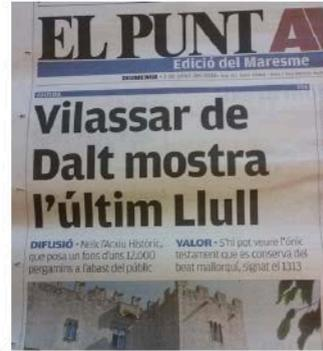 EL PUNT A
Edició del Maresme
Vilassar de
Dalt mostra
l'últim Llull
DIFUSIÓ · Neix l'Arxiu Històric,
que posa un fons d'uns 12.000
pergamins a l'abast del públic
VALOR · S'hi pot veure l'únic
testament que es conserva del
beat mallorquí, signat el 1313